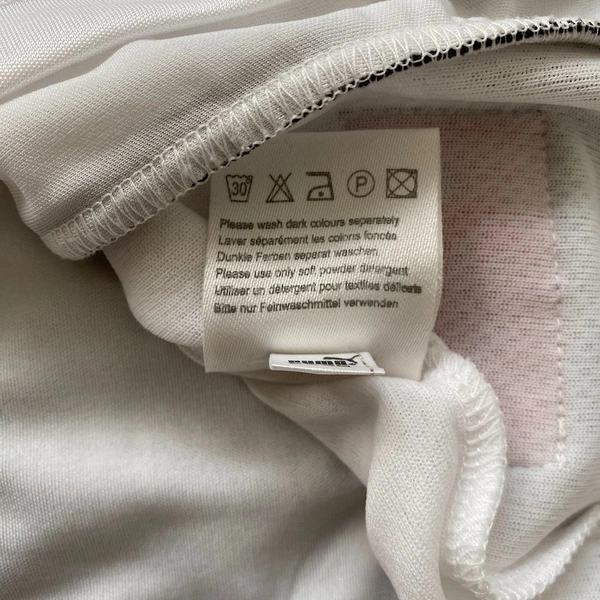 30 P
Please wash dark colours separately
Laver séparément les coloris foncés
Dunkle Farben separat waschen
Please use only soft powder detergent
Utiliser un détergent pour textiles délicats
Bitte nur Feinwaschmittel verwenden